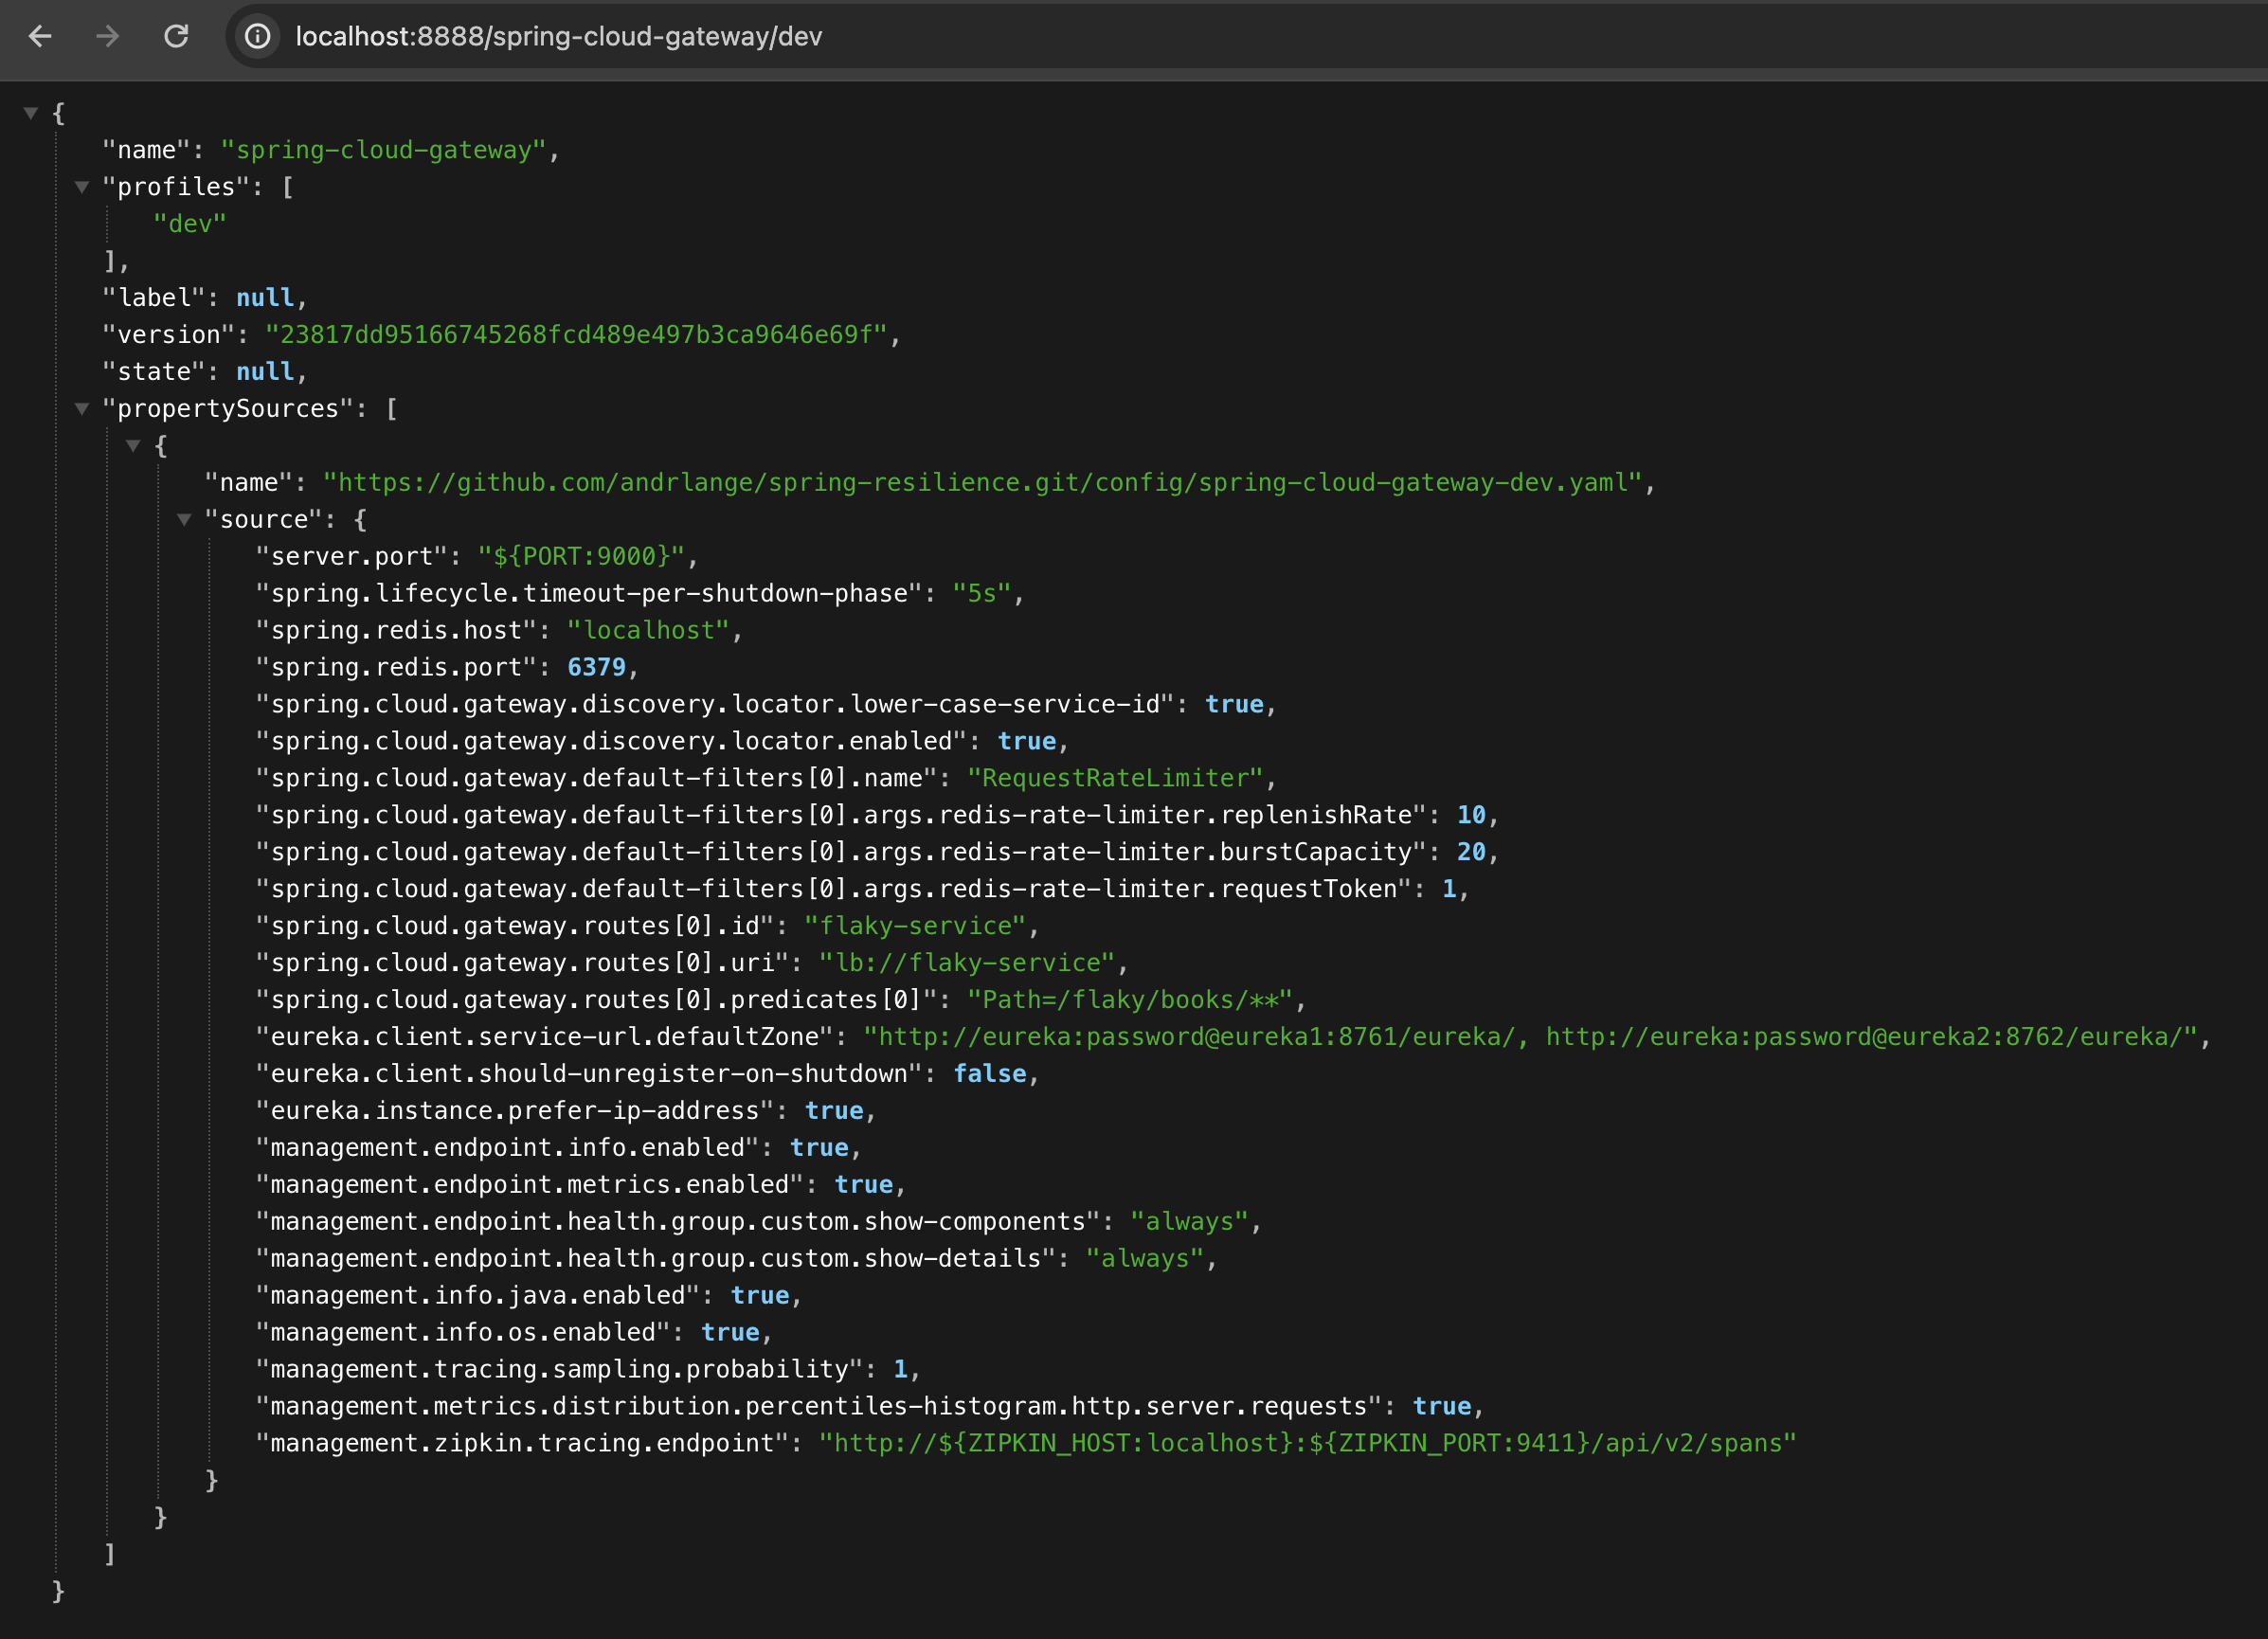 localhost:8888/spring-cloud-gateway/dev
{
"name": "spring-cloud-gateway",
"profiles": [
"dev"
],
"label": null,
"version": "23817dd95166745268fcd489e497b3ca9646e69f",
"state": null,
"propertySources": [
{
"name": "https://github.com/andrlange/spring-resilience.git/config/spring-cloud-gateway-dev.yaml",
"source": {
"server.port": "${PORT:9000}",
"spring.lifecycle.timeout-per-shutdown-phase": "5s",
"spring.redis.host": "localhost",
"spring.redis.port": 6379,
"spring.cloud.gateway.discovery.locator.lower-case-service-id": true,
"spring.cloud.gateway.discovery.locator.enabled": true,
"spring.cloud.gateway.default-filters[0].name": "RequestRateLimiter",
"spring.cloud.gateway.default-filters[0].args.redis-rate-limiter.replenishRate": 10,
"spring.cloud.gateway.default-filters[0].args.redis-rate-limiter.burstCapacity": 20,
"spring.cloud.gateway.default-filters[0].args.redis-rate-limiter.requestToken": 1,
"spring.cloud.gateway.routes[0].id": "flaky-service",
"spring.cloud.gateway.routes[0].uri": "lb://flaky-service",
"spring.cloud.gateway.routes[0].predicates[0]": "Path=/flaky/books/**",
"eureka.client.service-url.defaultZone": "http://eureka:password@eureka1:8761/eureka/, http://eureka:password@eureka2:8762/eureka/",
"eureka.client.should-unregister-on-shutdown": false,
"eureka.instance.prefer-ip-address": true,
"management.endpoint.info.enabled": true,
"management.endpoint.metrics.enabled": true,
"management.endpoint.health.group.custom.show-components": "always",
"management.endpoint.health.group.custom.show-details": "always",
"management.info.java.enabled": true,
"management.info.os.enabled": true,
"management.tracing.sampling.probability": 1,
"management.metrics.distribution.percentiles-histogram.http.server.requests": true,
"management.zipkin.tracing.endpoint": "http://${ZIPKIN_HOST:localhost}:${ZIPKIN_PORT:9411}/api/v2/spans"
}
}
]
}